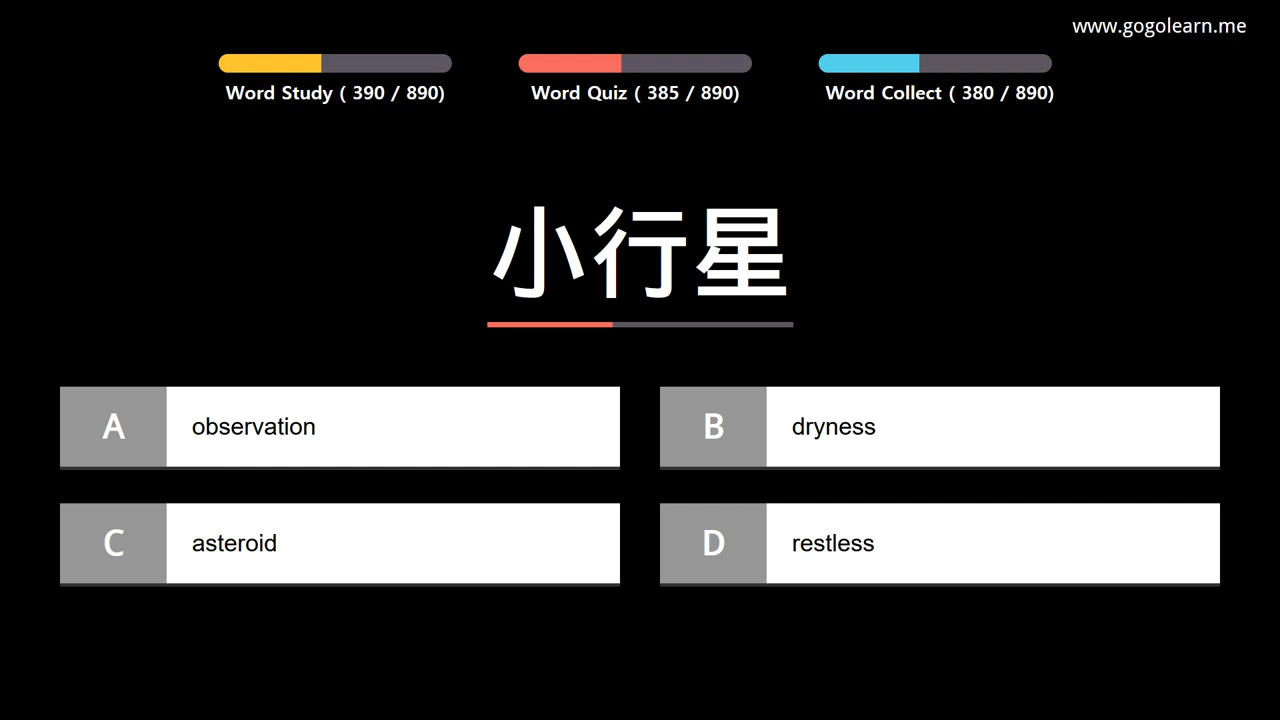 www.gogolearn.me
Word Study ( 390 / 890)
Word Quiz ( 385 / 890)
Word Collect ( 380 / 890)
小行星
A observation
B dryness
C asteroid
D restless